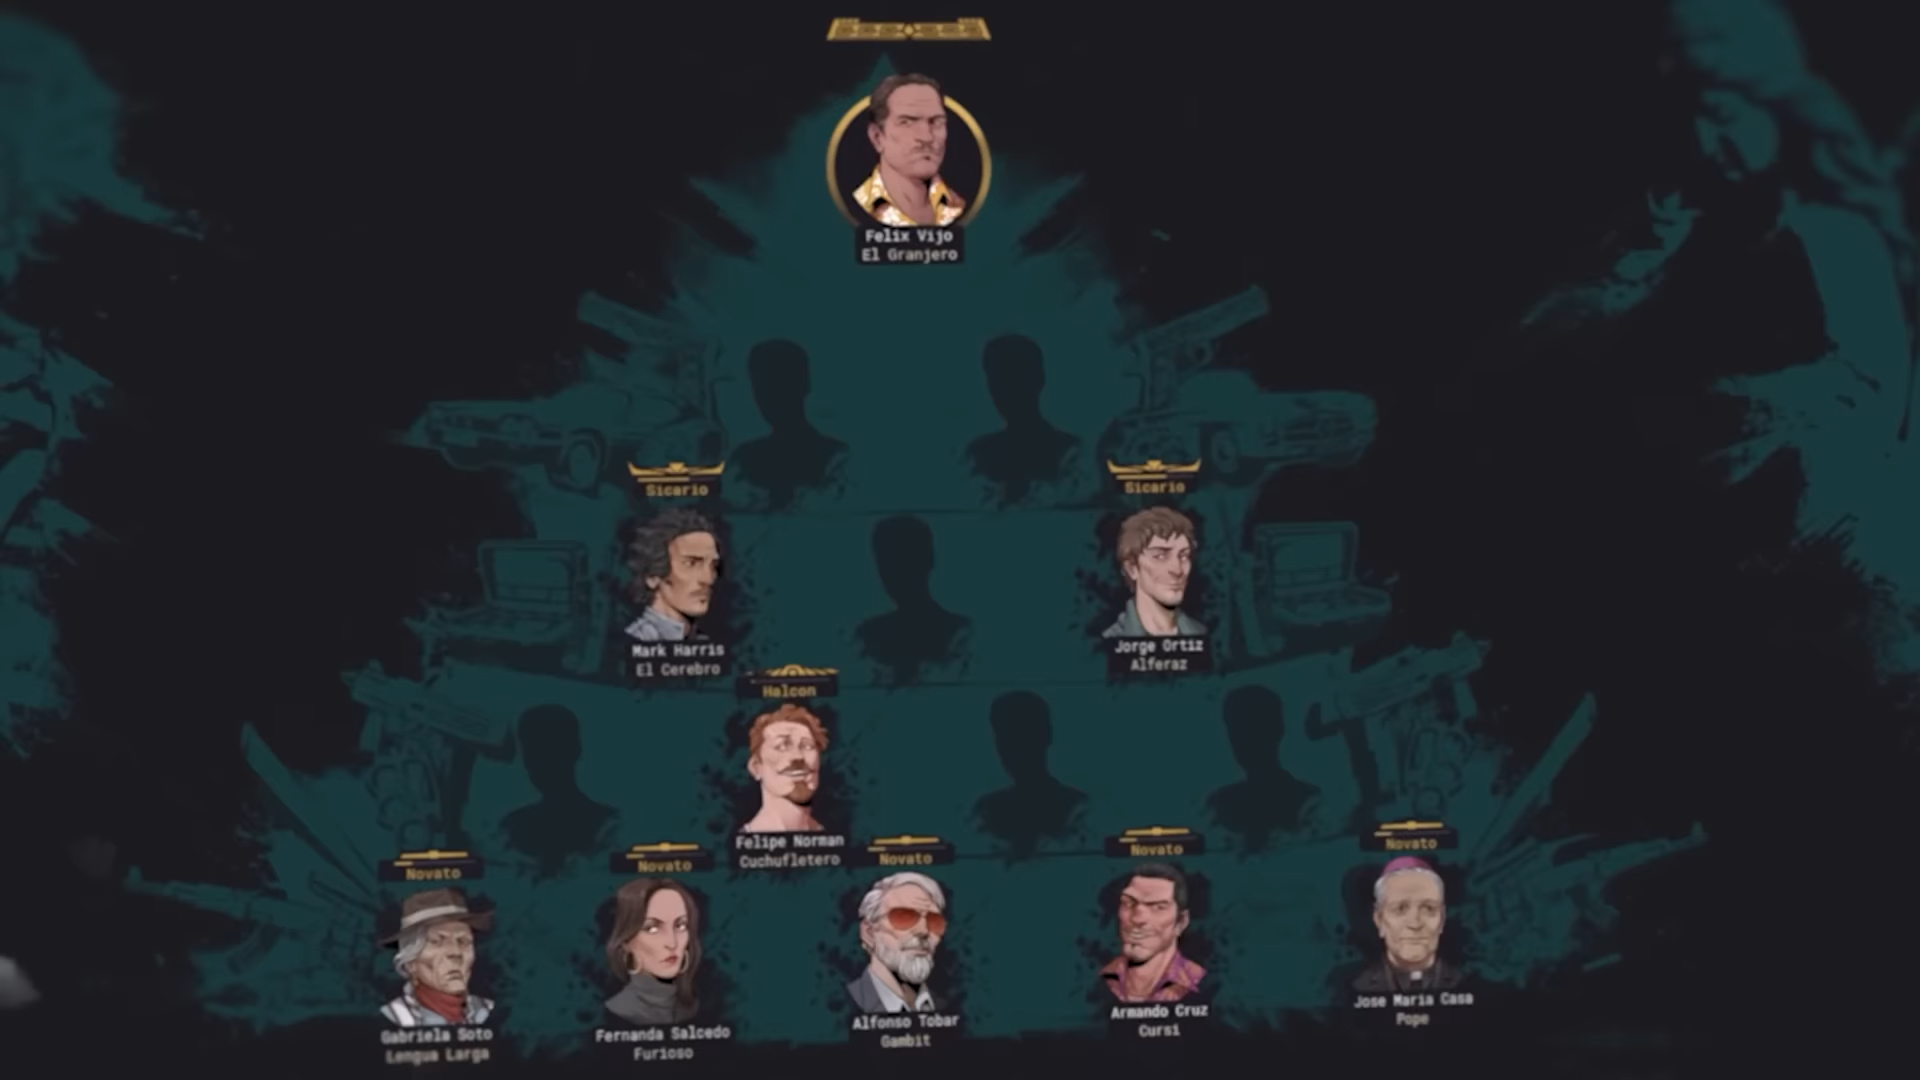 Felix Vijo
El Granjero
Sicario
Mark Harris
El Cerebro
Sicario
Jorge Ortiz
Alferaz
Halcon
Felipe Norman
Cuchufletero
Novato
Gabriela Soto
Lengua Larga
Novato
Fernanda Salcedo
Furioso
Novato
Alfonso Tobar
Gambit
Novato
Armando Cruz
Cursi
Novato
Jose Maria Casa
Pope